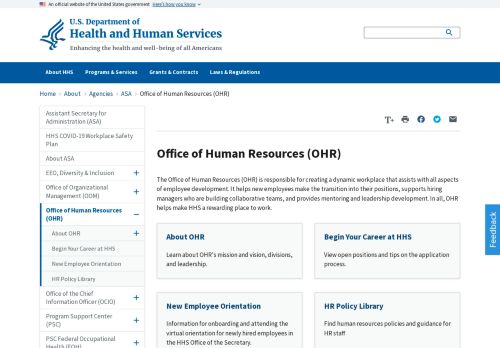 An official website of the United States government Here's how you know
U.S. Department of
Health and Human Services
Enhancing the health and well-being of all Americans
About HHS Programs & Services Grants & Contracts Laws & Regulations
Home > About > Agencies > ASA > Office of Human Resources (OHR)
Assistant Secretary for
Administration (ASA)
HHS COVID-19 Workplace Safety
Plan
About ASA
EEO, Diversity & Inclusion
Office of Organizational
Management (OOM)
Office of Human Resources
(OHR)
About OHR
Begin Your Career at HHS
New Employee Orientation
HR Policy Library
Office of the Chief
Information Officer (OCIO)
Program Support Center
(PSC)
PSC Federal Occupational
Health (FOH)
T+
Office of Human Resources (OHR)
The Office of Human Resources (OHR) is responsible for creating a dynamic workplace that assists with all aspects
of employee development. It helps new employees make the transition into their positions, supports hiring
managers who are building collaborative teams, and provides mentoring and leadership development. In all, OHR
helps make HHS a rewarding place to work.
About OHR
Learn about OHR's mission and vision, divisions,
and leadership.
Begin Your Career at HHS
View open positions and tips on the application
process.
New Employee Orientation
Information for onboarding and attending the
virtual orientation for newly hired employees in
the HHS Office of the Secretary.
HR Policy Library
Find human resources policies and guidance for
HR staff.
Feedback